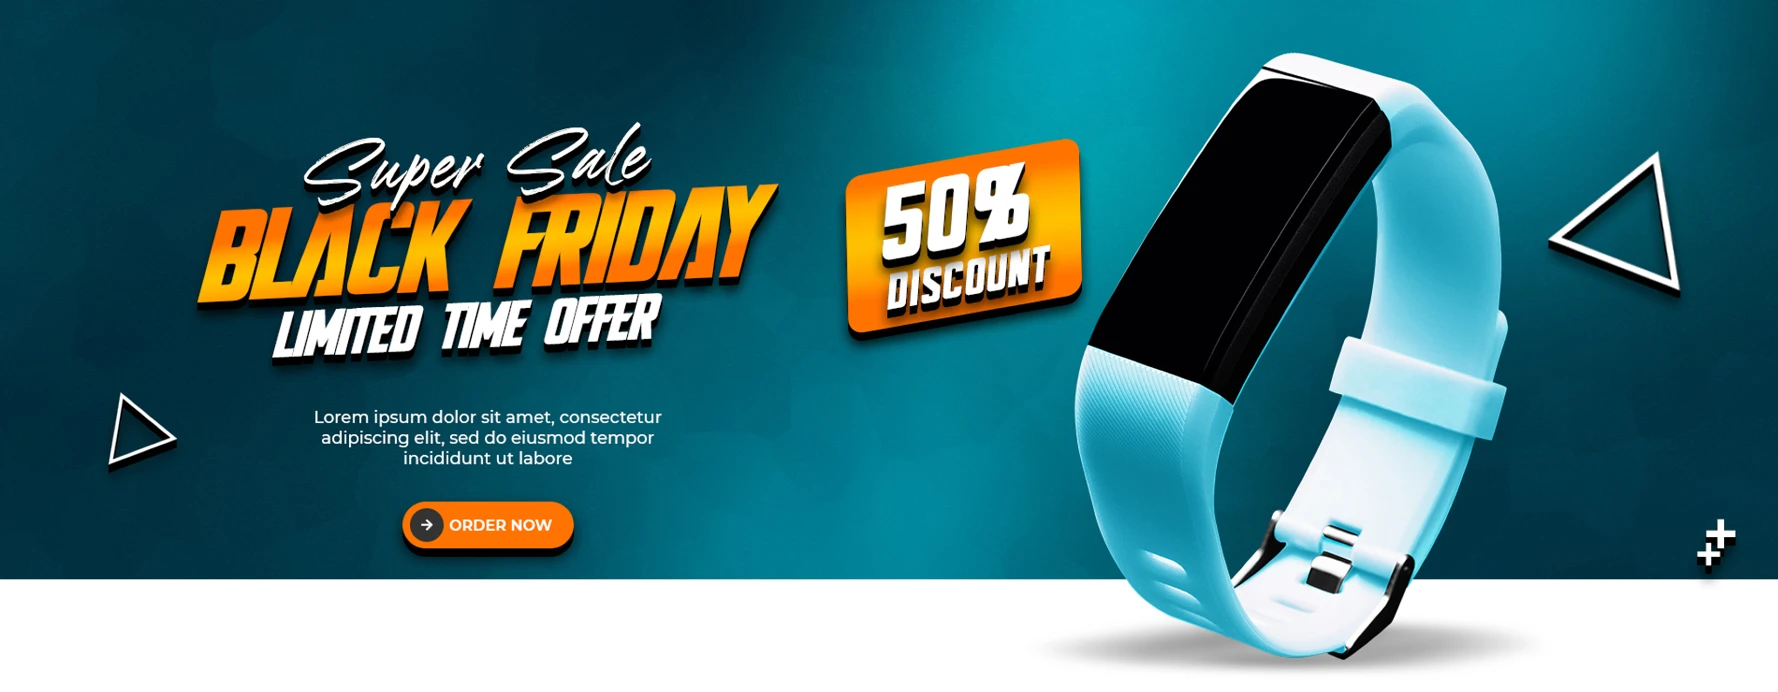 Super Sale
BLACK FRIDAY
LIMITED TIME OFFER
50%
DISCOUNT
Lorem ipsum dolor sit amet, consectetur
adipiscing elit, sed do eiusmod tempor
incididunt ut labore
ORDER NOW